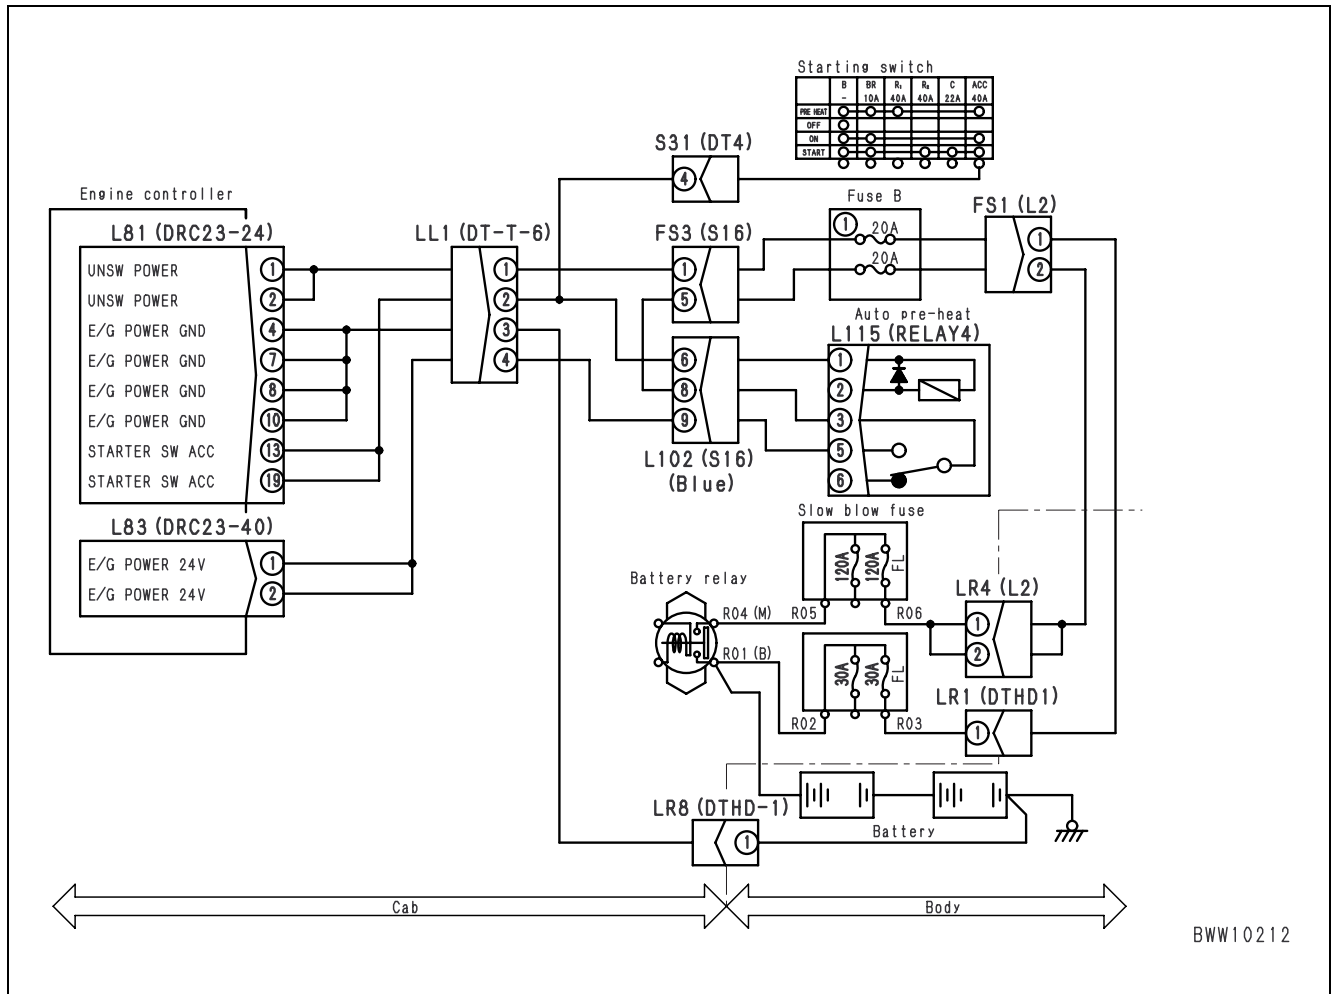 Starting switch
B BR R₁ R₂ C ACC
- 10A 40A 40A 22A 40A
PRE HEAT
OFF
ON
START
S31 (DT4)
4
Engine controller
Fuse B
FS1 (L2)
L81 (DRC23-24)
LL1 (DT-T-6)
FS3 (S16)
1
20A
1
UNSW POWER 1
1
1
20A
2
UNSW POWER 2
2
5
E/G POWER GND 4
3
Auto pre-heat
L115 (RELAY4)
E/G POWER GND 7
4
6
1
E/G POWER GND 8
8
2
E/G POWER GND 10
9
3
STARTER SW ACC 13
L102 (S16)
5
STARTER SW ACC 19
(Blue)
6
L83 (DRC23-40)
Slow blow fuse
E/G POWER 24V 1
120A 120A FL
E/G POWER 24V 2
Battery relay
LR4 (L2)
R04 (M)
R05
R06
1
R01 (B)
2
30A 30A FL
LR1 (DTHD1)
R02
R03
1
LR8 (DTHD-1)
1
Battery
Cab
Body
BWW10212